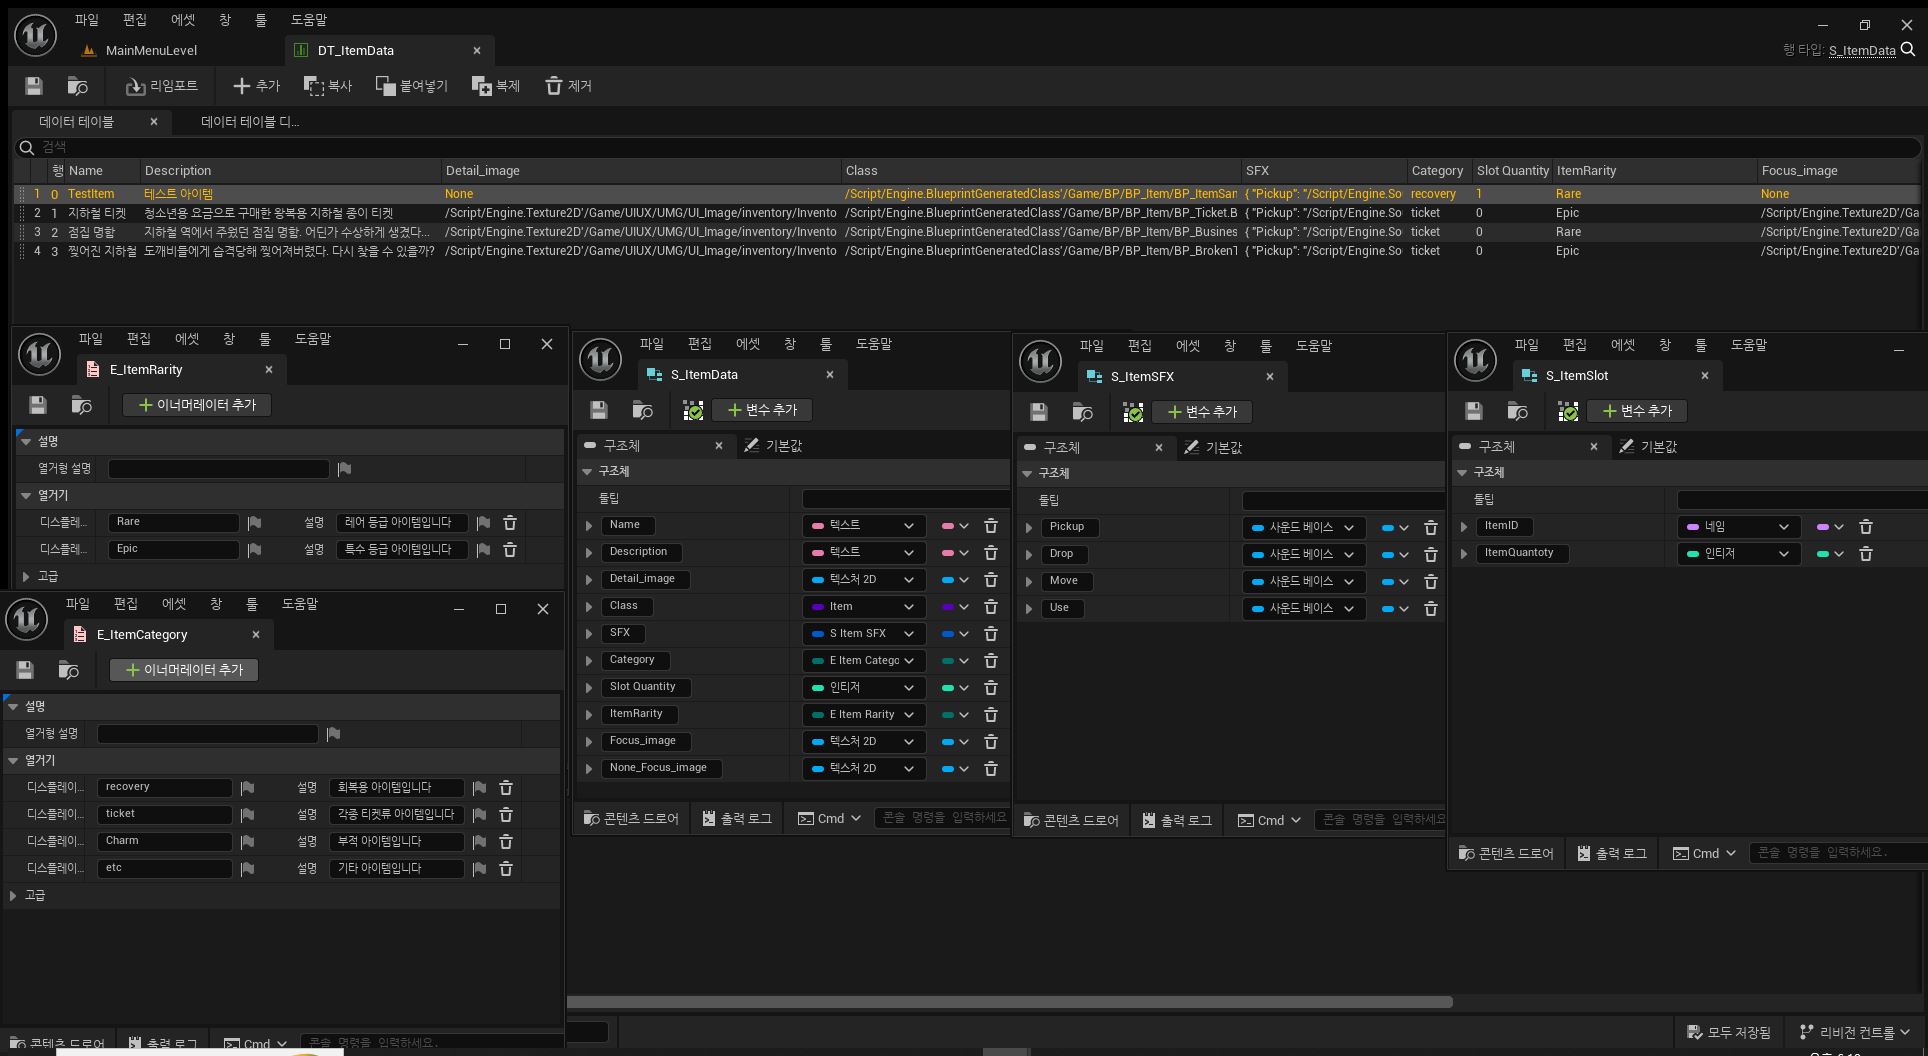 파일 편집 에셋 창 툴 도움말
MainMenuLevel
DT_ItemData
행 타입: S_ItemData
리임포트 추가 복사 붙여넣기 복제 제거
데이터 테이블
데이터 테이블 디...
검색
행 Name Description Detail_image Class SFX Category Slot Quantity ItemRarity Focus_image
1 0 TestItem 테스트 아이템 None /Script/Engine.BlueprintGeneratedClass'/Game/BP/BP_Item/BP_ItemSan { "Pickup": "/Script/Engine.So recovery 1 Rare None
2 1 지하철 티켓 청소년용 요금으로 구매한 왕복용 지하철 종이 티켓 /Script/Engine.Texture2D'/Game/UIUX/UMG/UI_Image/inventory/Invento /Script/Engine.BlueprintGeneratedClass'/Game/BP/BP_Item/BP_Ticket.B { "Pickup": "/Script/Engine.So ticket 0 Epic /Script/Engine.Texture2D'/Ga
3 2 점집 명함 지하철 역에서 주웠던 점집 명함. 어딘가 수상하게 생겼다... /Script/Engine.Texture2D'/Game/UIUX/UMG/UI_Image/inventory/Invento /Script/Engine.BlueprintGeneratedClass'/Game/BP/BP_Item/BP_Busines { "Pickup": "/Script/Engine.So ticket 0 Rare /Script/Engine.Texture2D'/Ga
4 3 찢어진 지하철 도깨비들에게 습격당해 찢어져버렸다. 다시 찾을 수 있을까? /Script/Engine.Texture2D'/Game/UIUX/UMG/UI_Image/inventory/Invento /Script/Engine.BlueprintGeneratedClass'/Game/BP/BP_Item/BP_BrokenT { "Pickup": "/Script/Engine.So ticket 0 Epic /Script/Engine.Texture2D'/Ga
파일 편집 에셋 창 툴 도움말
E_ItemRarity
이너머레이터 추가
설명
열거형 설명
열거기
디스플레... Rare 설명 레어 등급 아이템입니다
디스플레... Epic 설명 특수 등급 아이템입니다
고급
파일 편집 에셋 창 툴 도움말
E_ItemCategory
이너머레이터 추가
설명
열거형 설명
열거기
디스플레이... recovery 설명 회복용 아이템입니다
디스플레이... ticket 설명 각종 티켓류 아이템입니다
디스플레이... Charm 설명 부적 아이템입니다
디스플레이... etc 설명 기타 아이템입니다
고급
콘텐츠 드로어 출력 로그 Cmd 콘솔 명령을 입력하세요.
파일 편집 에셋 창 툴 도움말
S_ItemData
변수 추가
구조체 기본값
구조체
툴팁
Name 텍스트
Description 텍스트
Detail_image 텍스처 2D
Class Item
SFX S Item SFX
Category E Item Catego
Slot Quantity 인티저
ItemRarity E Item Rarity
Focus_image 텍스처 2D
None_Focus_image 텍스처 2D
콘텐츠 드로어 출력 로그 Cmd 콘솔 명령을 입력하세요
파일 편집 에셋 창 툴 도움말
S_ItemSFX
변수 추가
구조체 기본값
구조체
툴팁
Pickup 사운드 베이스
Drop 사운드 베이스
Move 사운드 베이스
Use 사운드 베이스
콘텐츠 드로어 출력 로그 Cmd 콘솔 명령을 입력하세요
파일 편집 에셋 창 툴 도움말
S_ItemSlot
변수 추가
구조체 기본값
구조체
툴팁
ItemID 네임
ItemQuantoty 인티저
콘텐츠 드로어 출력 로그 Cmd 콘솔 명령을 입력하세요.
모두 저장됨 리비전 컨트롤